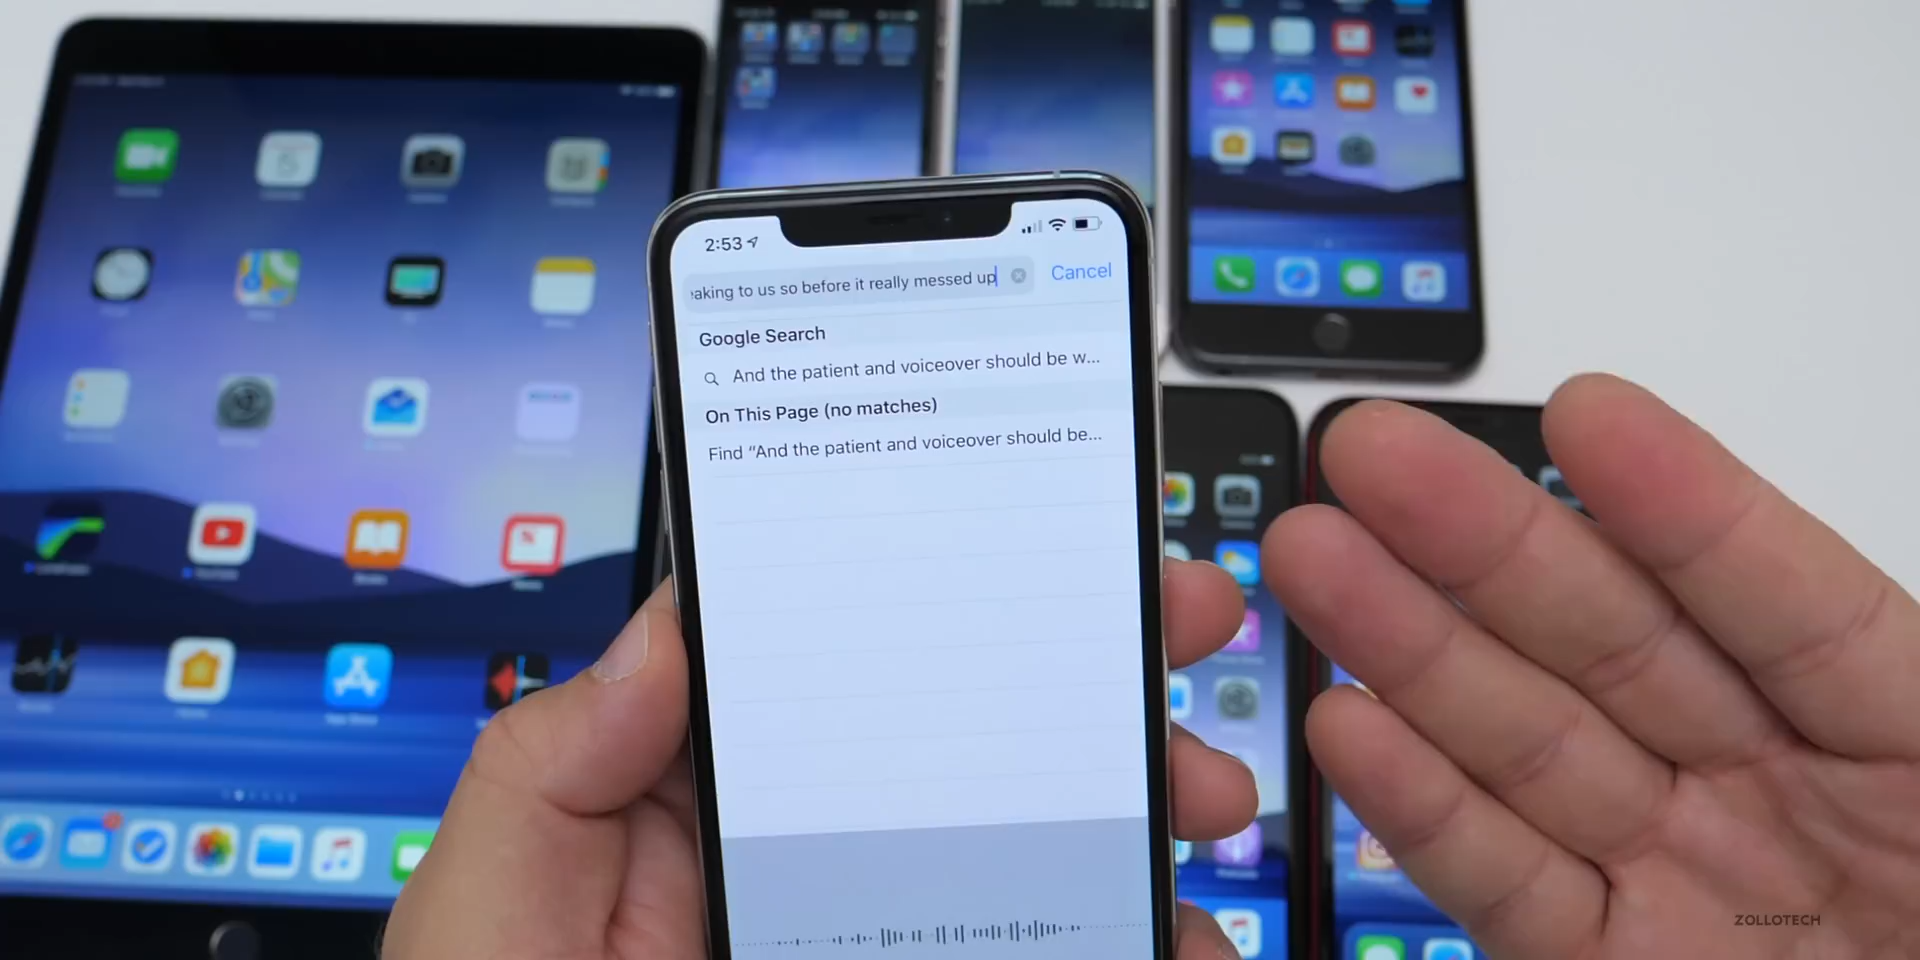 2:53
aking to us so before it really messed up
Cancel
Google Search
And the patient and voiceover should be w...
On This Page (no matches)
Find “And the patient and voiceover should be...
ZOLLOTECH